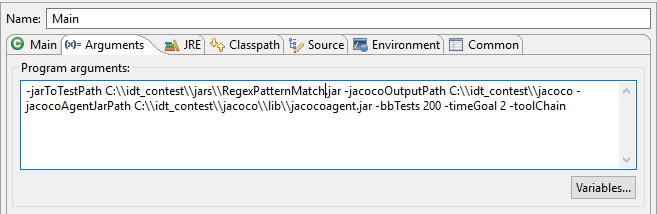 Name: Main
Main (x)= Arguments JRE Classpath Source Environment Common
Program arguments:
-jarToTestPath C:\\idt_contest\\jars\\RegexPatternMatch.jar -jacocoOutputPath C:\\idt_contest\\jacoco -
jacocoAgentJarPath C:\\idt_contest\\jacoco\\lib\\jacocoagent.jar -bbTests 200 -timeGoal 2 -toolChain
Variables...